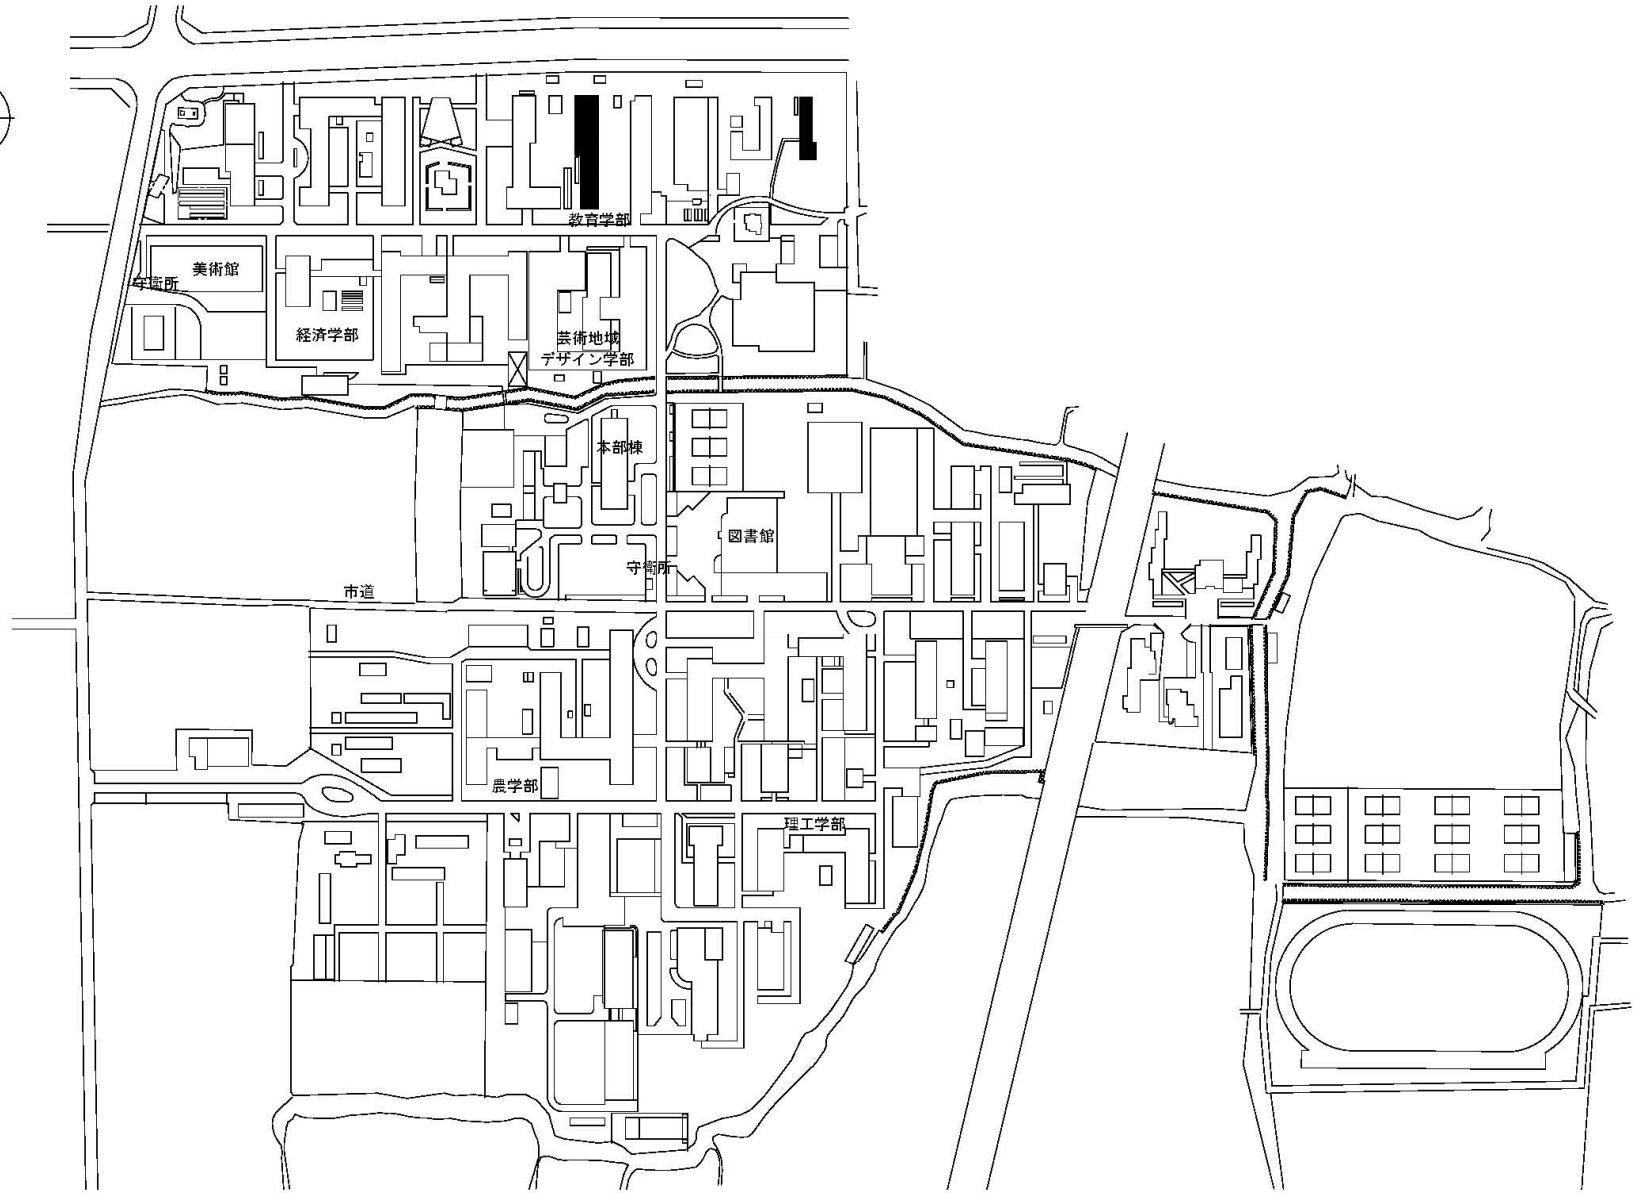 教育学部
美術館
守衛所
経済学部
芸術地域
デザイン学部
本部棟
図書館
守衛所
市道
農学部
理工学部